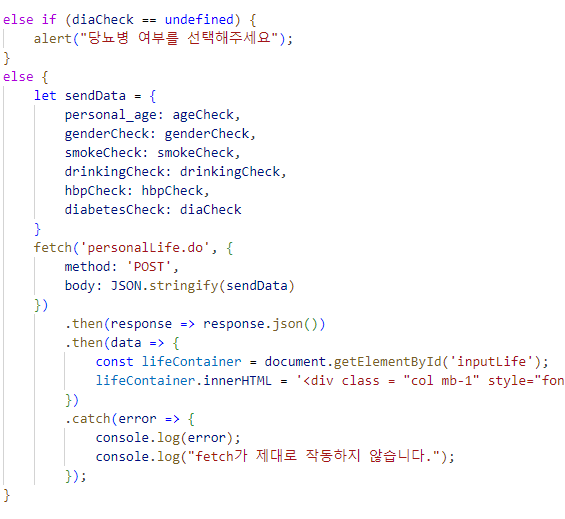 else if (diaCheck == undefined) {
    alert("당뇨병 여부를 선택해주세요");
}
else {
    let sendData = {
        personal_age: ageCheck,
        genderCheck: genderCheck,
        smokeCheck: smokeCheck,
        drinkingCheck: drinkingCheck,
        hbpCheck: hbpCheck,
        diabetesCheck: diaCheck
    }
    fetch('personalLife.do', {
        method: 'POST',
        body: JSON.stringify(sendData)
    })
        .then(response => response.json())
        .then(data => {
            const lifeContainer = document.getElementById('inputLife');
            lifeContainer.innerHTML = '<div class = "col mb-1" style="fon
        })
        .catch(error => {
            console.log(error);
            console.log("fetch가 제대로 작동하지 않습니다.");
        });
}